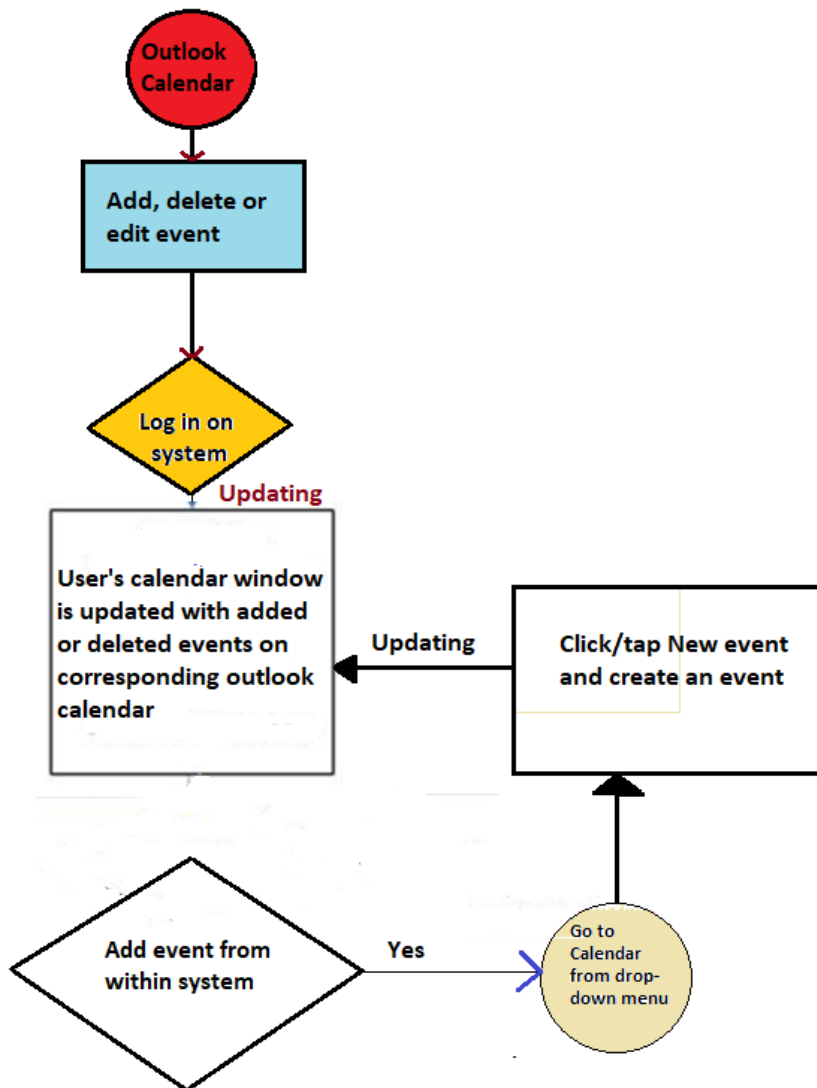 Outlook
Calendar
Add, delete or
edit event
Log in on
system
Updating
User's calendar window
is updated with added
or deleted events on
corresponding outlook
calendar
Updating
Click/tap New event
and create an event
Add event from
within system
Yes
Go to
Calendar
from drop-
down menu